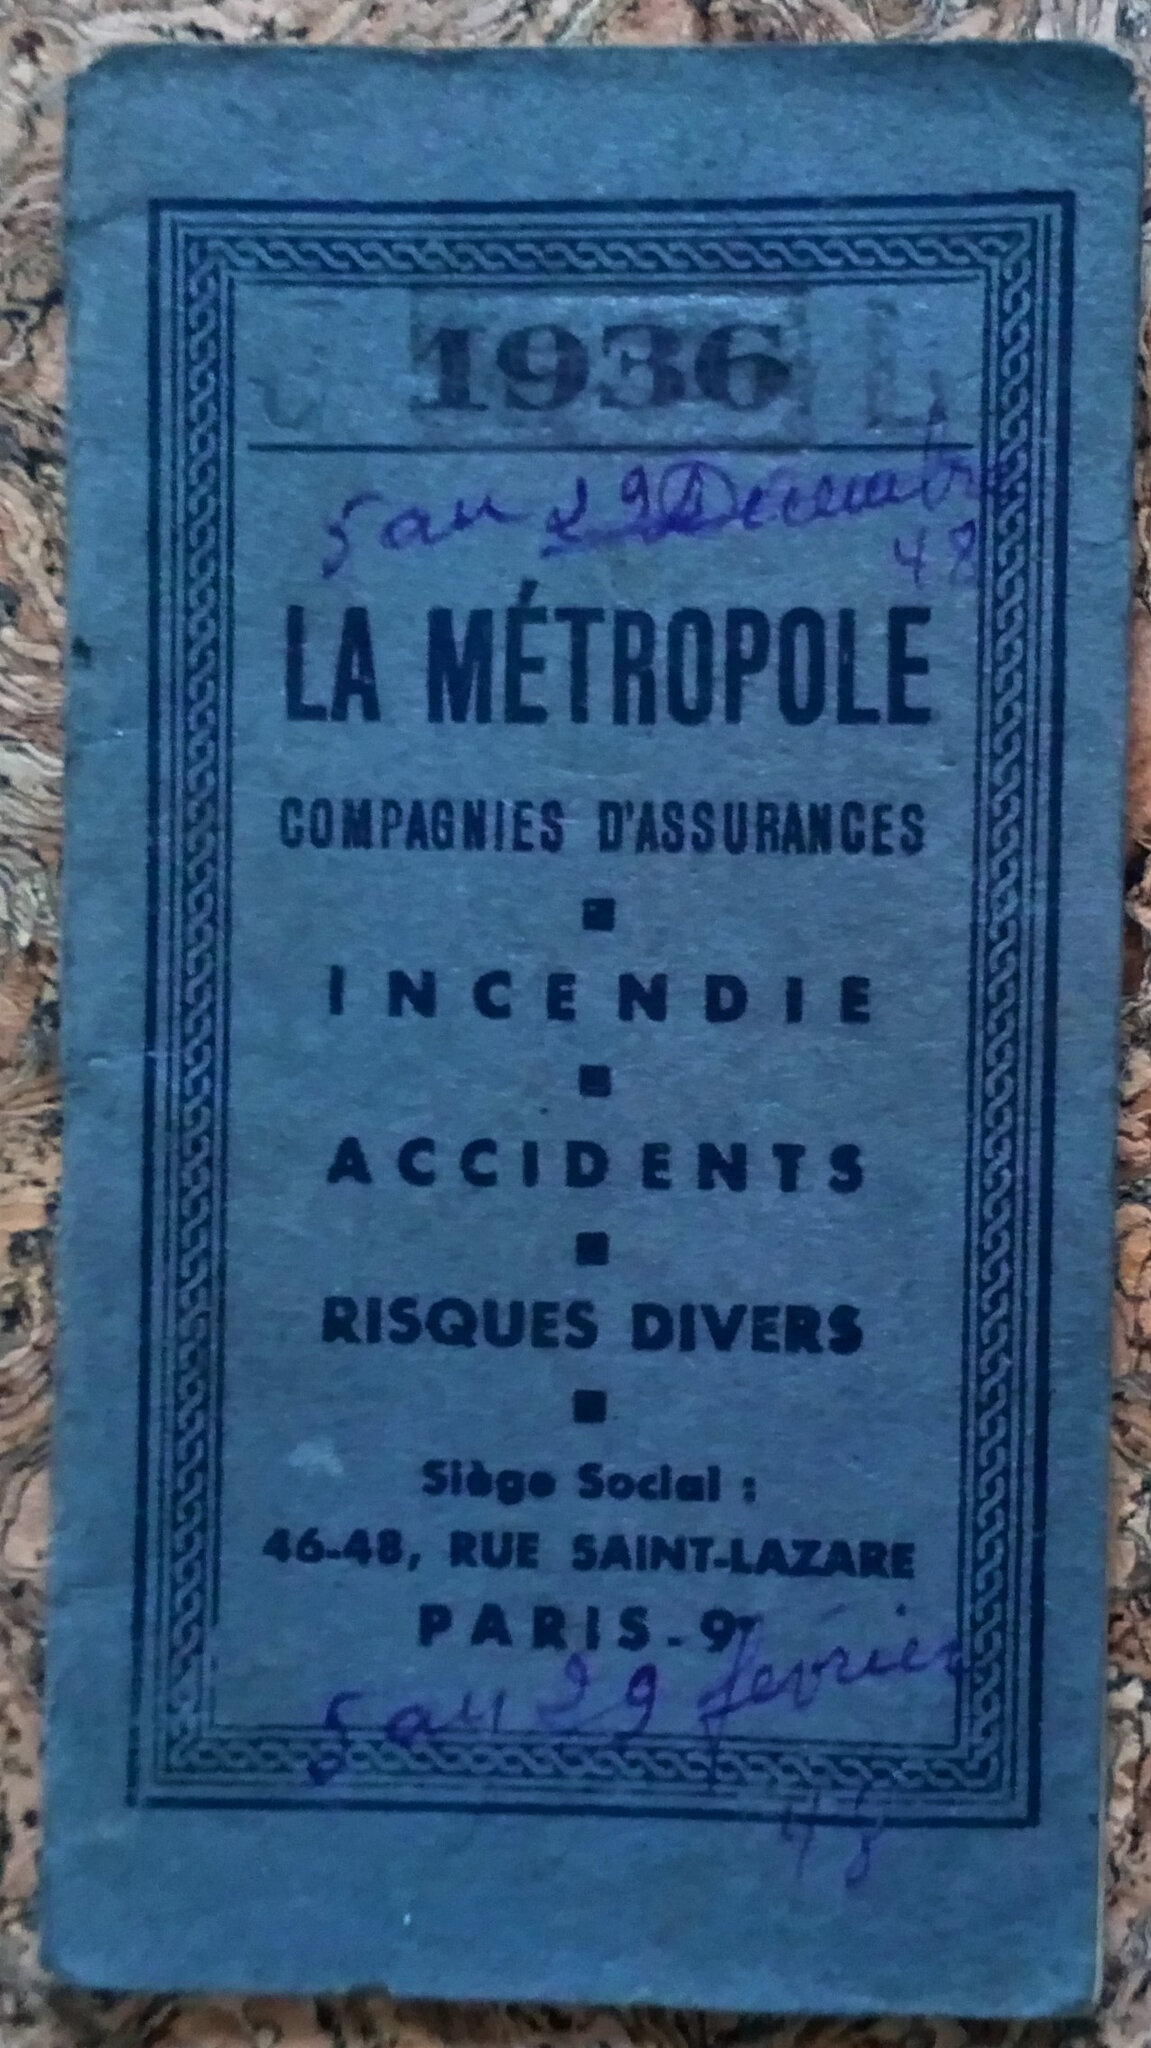 1936
5 au 29 Décembre
48
LA MÉTROPOLE
COMPAGNIES D'ASSURANCES
INCENDIE
ACCIDENTS
RISQUES DIVERS
Siège Social :
46-48, RUE SAINT-LAZARE
PARIS-9e
5 au 29 février
48